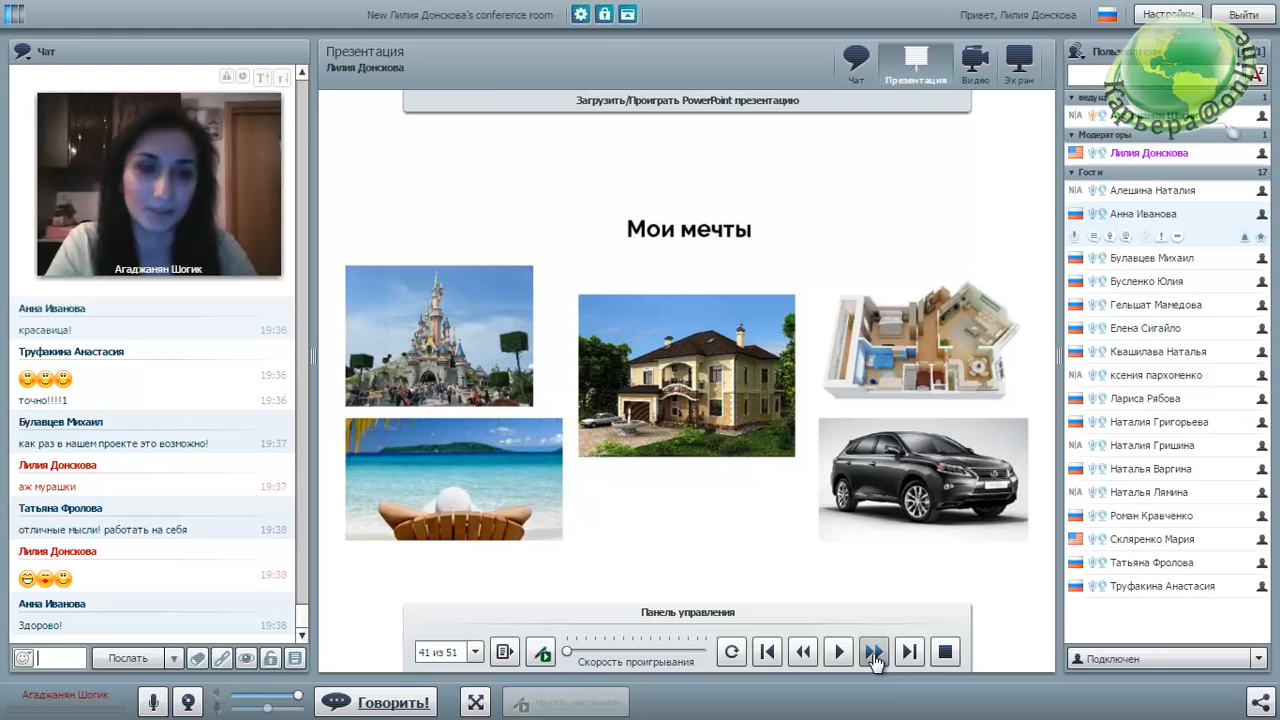 New Лилия Донскова's conference room
Привет, Лилия Донскова
Настройки
Выйти
Чат
Агаджанян Шогик
Анна Иванова
красавица!
19:36
Труфакина Анастасия
19:36
точно!!!!1
19:36
Булавцев Михаил
как раз в нашем проекте это возможно!
19:37
Лилия Донскова
аж мурашки
19:37
Татьяна Фролова
отличные мысли! работать на себя
19:38
Лилия Донскова
19:38
Анна Иванова
Здорово!
19:38
Послать
Презентация
Лилия Донскова
Чат
Презентация
Видео
Экран
Загрузить/Проиграть PowerPoint презентацию
Мои мечты
Панель управления
41 из 51
Скорость проигрывания
Пользователи
карьера@online
1
N/A
Модераторы
1
Лилия Донскова
Гости
17
N/A Алешина Наталия
Анна Иванова
Булавцев Михаил
Бусленко Юлия
Гельшат Мамедова
Елена Сигайло
Квашилава Наталья
N/A ксения пархоменко
Лариса Рябова
Наталия Григорьева
N/A Наталия Гришина
Наталья Варгина
N/A Наталья Лямина
Роман Кравченко
Скляренко Мария
Татьяна Фролова
Труфакина Анастасия
Подключен
Агаджанян Шогик
Говорить!